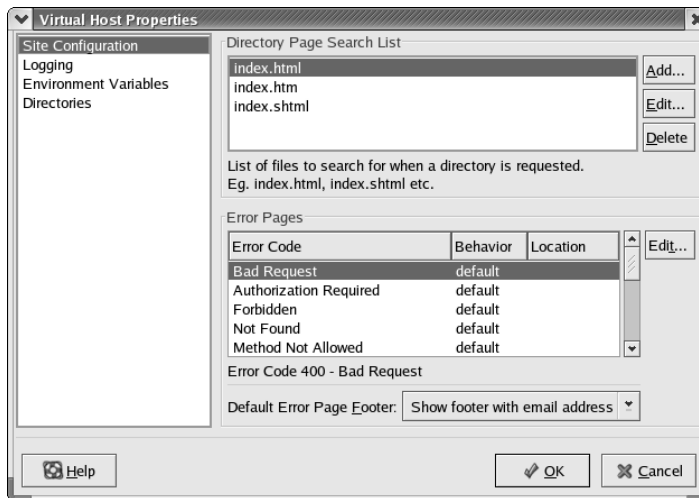 Virtual Host Properties
Site Configuration
Logging
Environment Variables
Directories
Directory Page Search List
index.html
index.htm
index.shtml
Add...
Edit...
Delete
List of files to search for when a directory is requested.
Eg. index.html, index.shtml etc.
Error Pages
Error Code Behavior Location
Bad Request default
Authorization Required default
Forbidden default
Not Found default
Method Not Allowed default
Edit...
Error Code 400 - Bad Request
Default Error Page Footer: Show footer with email address
Help OK Cancel